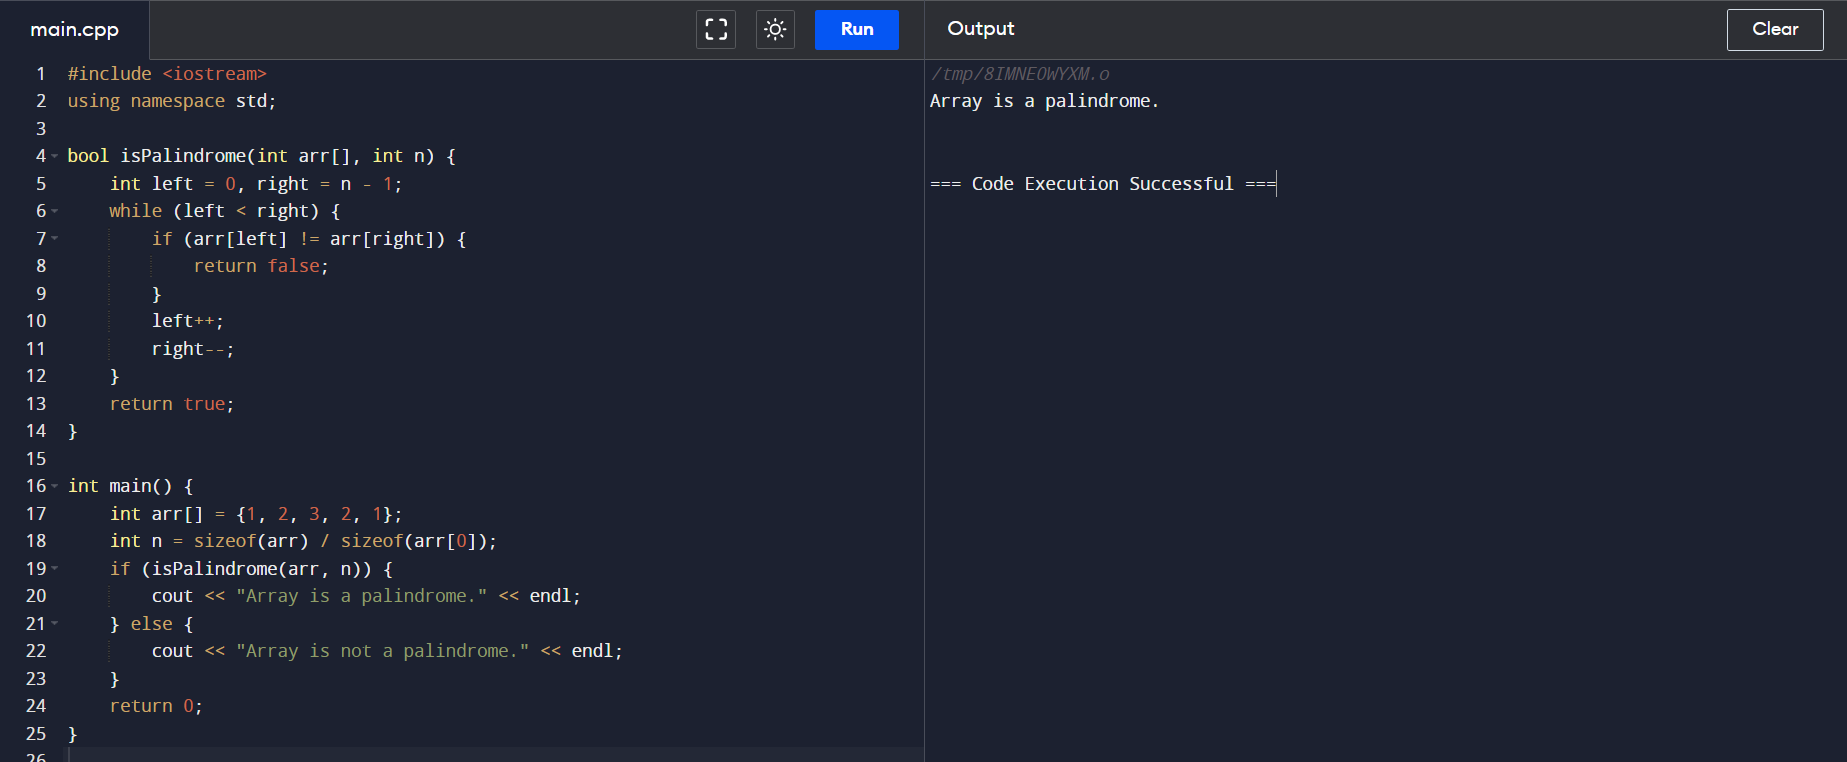 main.cpp
Run
Output
Clear
1 #include <iostream>
2 using namespace std;
3
4 bool isPalindrome(int arr[], int n) {
5     int left = 0, right = n - 1;
6     while (left < right) {
7         if (arr[left] != arr[right]) {
8             return false;
9         }
10         left++;
11         right--;
12     }
13     return true;
14 }
15
16 int main() {
17     int arr[] = {1, 2, 3, 2, 1};
18     int n = sizeof(arr) / sizeof(arr[0]);
19     if (isPalindrome(arr, n)) {
20         cout << "Array is a palindrome." << endl;
21     } else {
22         cout << "Array is not a palindrome." << endl;
23     }
24     return 0;
25 }
26
/tmp/8IMNEOWYXM.o
Array is a palindrome.
=== Code Execution Successful ===